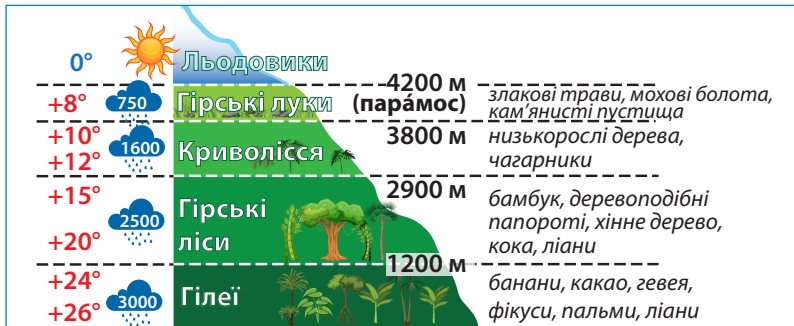 0°
Льодовики
4200 м
+8°
750
Гірські луки
(пара́мос)
злакові трави, мохові болота,
кам’янисті пустища
+10°
+12°
1600
Криволісся
3800 м
низькорослі дерева,
чагарники
2900 м
+15°
+20°
2500
Гірські
ліси
бамбук, деревоподібні
папороті, хінне дерево,
кока, ліани
1200 м
+24°
+26°
3000
Гілеї
банани, какао, гевея,
фікуси, пальми, ліани